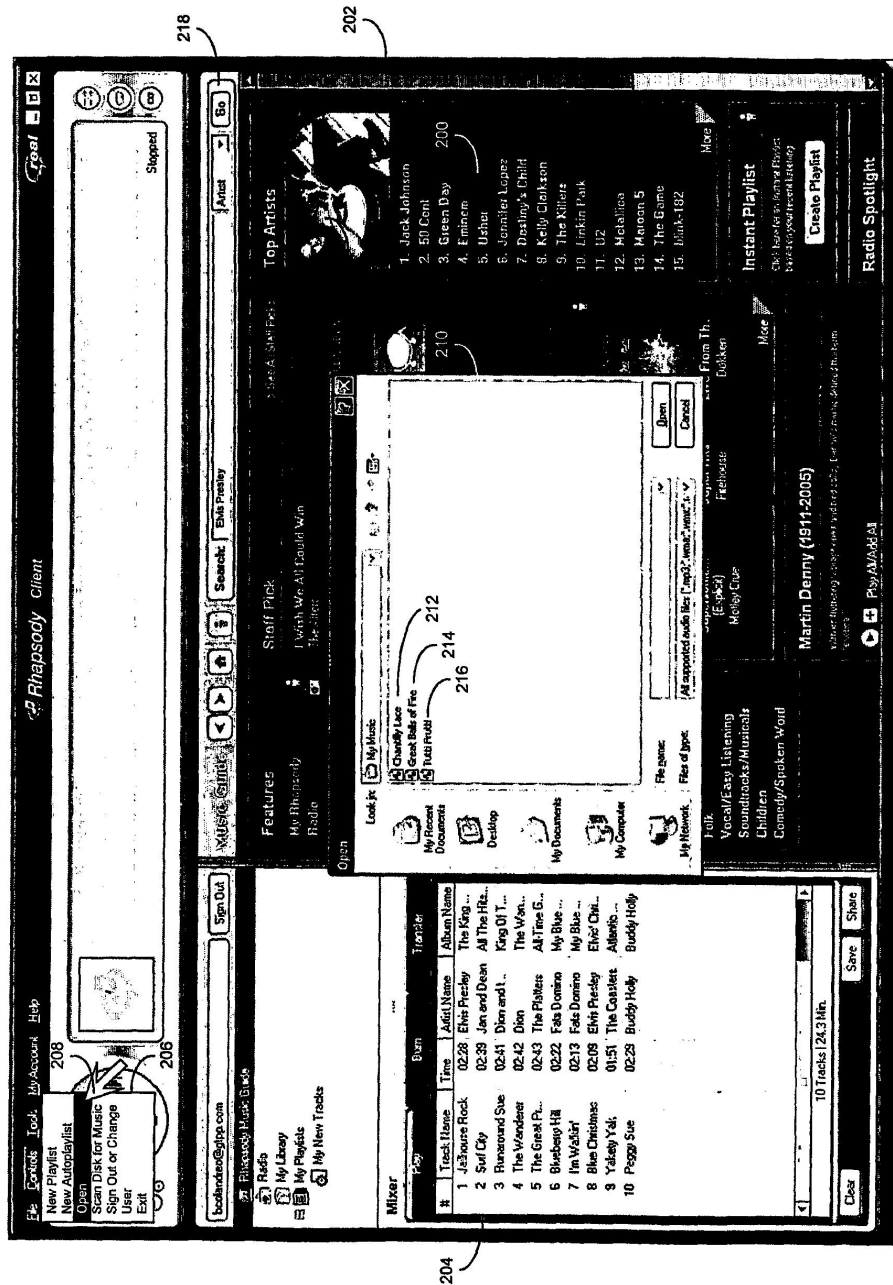 Rhapsody Client
real
File Controls Tools My Account Help
New Playlist
New Autoplaylist
Open
Scan Disk for Music
Sign Out or Change
User
Exit
208
206
Stopped
218
202
Sign Out
Music Guide
Search: Elvis Presley
Artist
Go
Rhapsody Music Guide
Radio
My Library
My Playlists
My New Tracks
Mixer
Play Burn Transfer
# Track Name Time Artist Name Album Name
1 Jailhouse Rock 02:28 Elvis Presley The King ...
2 Surf City 02:39 Jan and Dean All The Hits...
3 Runaround Sue 02:41 Dion and t... King Of T...
4 The Wanderer 02:42 Dion The Wan...
5 The Great Pr... 02:43 The Platters All-Time G...
6 Blueberry Hill 02:22 Fats Domino My Blue ...
7 I'm Walkin' 02:13 Fats Domino My Blue ...
8 Blue Christmas 02:09 Elvis Presley Elvis' Chri...
9 Yakety Yak 01:51 The Coasters Atlantic ...
10 Peggy Sue 02:29 Buddy Holly Buddy Holly
10 Tracks | 24.3 Min.
Clear Save Share
204
Features
My Rhapsody
Radio
Staff Pick
I Wish We All Could Win
Top Artists
1. Jack Johnson
2. 50 Cent
3. Green Day
4. Eminem
5. Usher
6. Jennifer Lopez
7. Destiny's Child
8. Kelly Clarkson
9. The Killers
10. Linkin Park
11. U2
12. Metallica
13. Maroon 5
14. The Game
15. blink-182
More
200
210
Open
Look in: My Music
My Recent Documents
Desktop
My Documents
My Computer
My Network
Chantilly Lace
Great Balls of Fire
Tutti Frutti
212
214
216
File name:
Files of type:
All supported audio files
Open
Cancel
Folk
Vocal/Easy Listening
Soundtracks/Musicals
Children
Comedy/Spoken Word
(Explicit)
Motley Crue
Firehouse
Live From Th.
Dokken
More
Martin Denny (1911-2005)
Play All/Add All
Instant Playlist
Create Playlist
Radio Spotlight